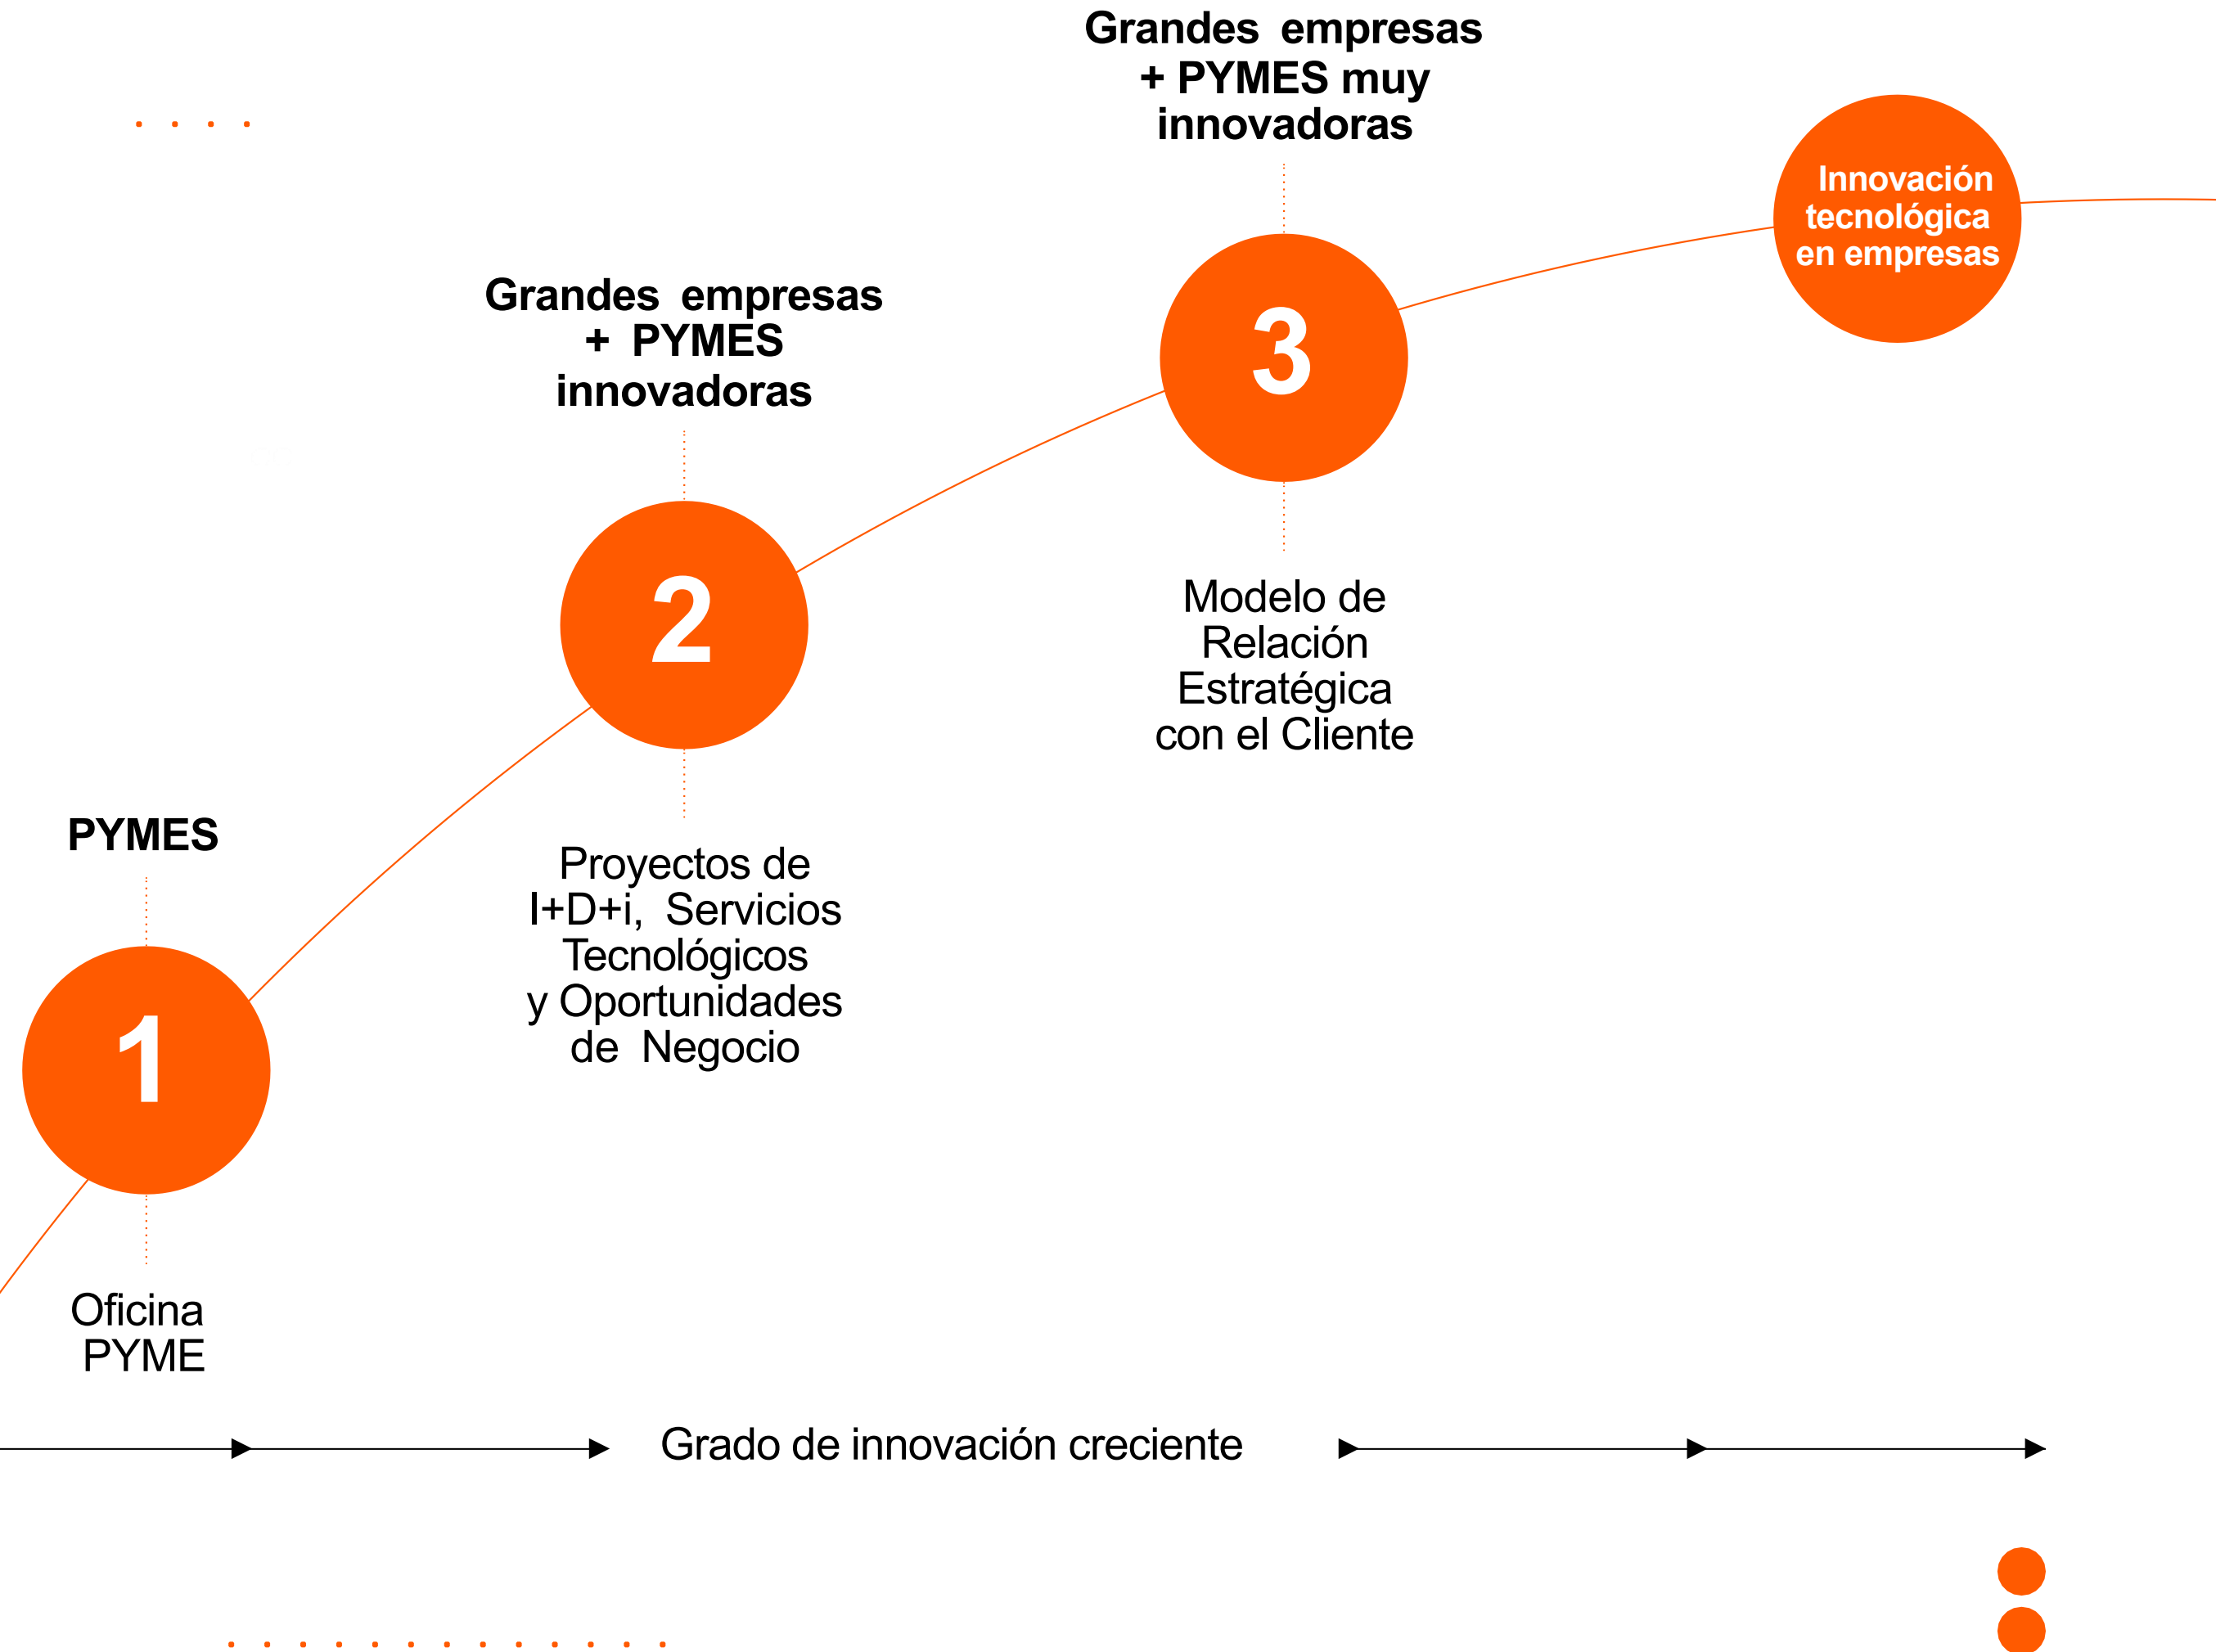 PYMES
1
Oficina
PYME
Grandes empresas
+ PYMES
innovadoras
2
Proyectos de
I+D+i, Servicios
Tecnológicos
y Oportunidades
de Negocio
Grandes empresas
+ PYMES muy
innovadoras
3
Modelo de
Relación
Estratégica
con el Cliente
Innovación
tecnológica
en empresas
Grado de innovación creciente